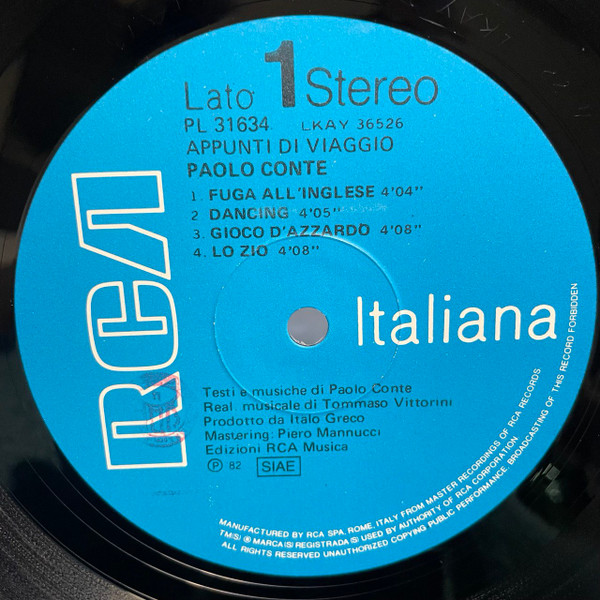 Lato 1 Stereo
PL 31634 LKAY 36526
APPUNTI DI VIAGGIO
PAOLO CONTE
1. FUGA ALL'INGLESE 4'04"
2 DANCING 4'05"
3. GIOCO D'AZZARDO 4'08"
4. LO ZIO 4'08"
RCA
Italiana
Testi e musiche di Paolo Conte
Real. musicale di Tommaso Vittorini
Prodotto da Italo Greco
Mastering: Piero Mannucci
Edizioni RCA Musica
℗ 82 SIAE
MANUFACTURED BY RCA SPA. ROME, ITALY FROM MASTER RECORDINGS OF RCA RECORDS
TM(S) ® MARCA(S) REGISTRADA(S) USED BY AUTHORITY OF RCA CORPORATION
ALL RIGHTS RESERVED UNAUTHORIZED COPYING PUBLIC PERFORMANCE BROADCASTING OF THIS RECORD FORBIDDEN